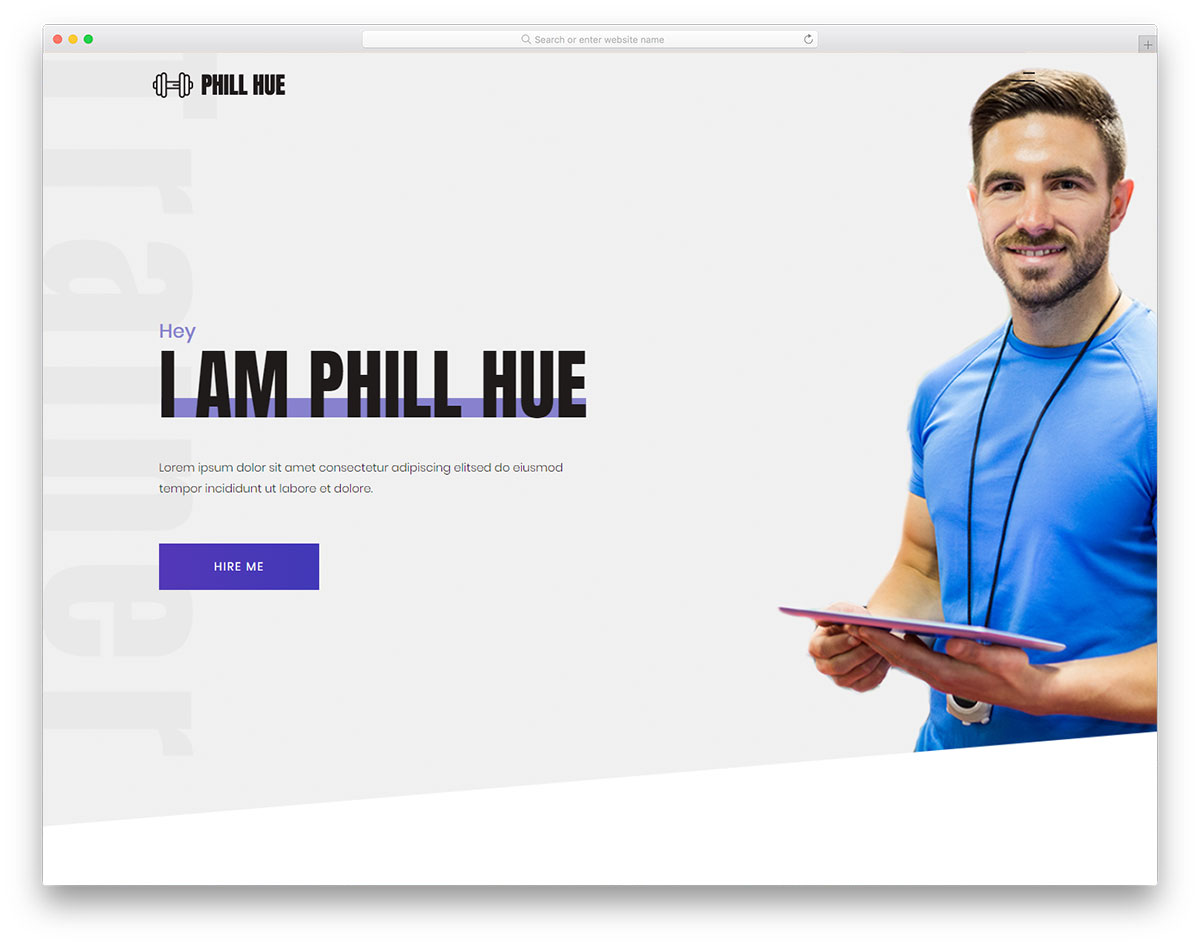 Search or enter website name
PHILL HUE
Trainer
Hey
I AM PHILL HUE
Lorem ipsum dolor sit amet consectetur adipiscing elitsed do eiusmod
tempor incididunt ut labore et dolore.
HIRE ME